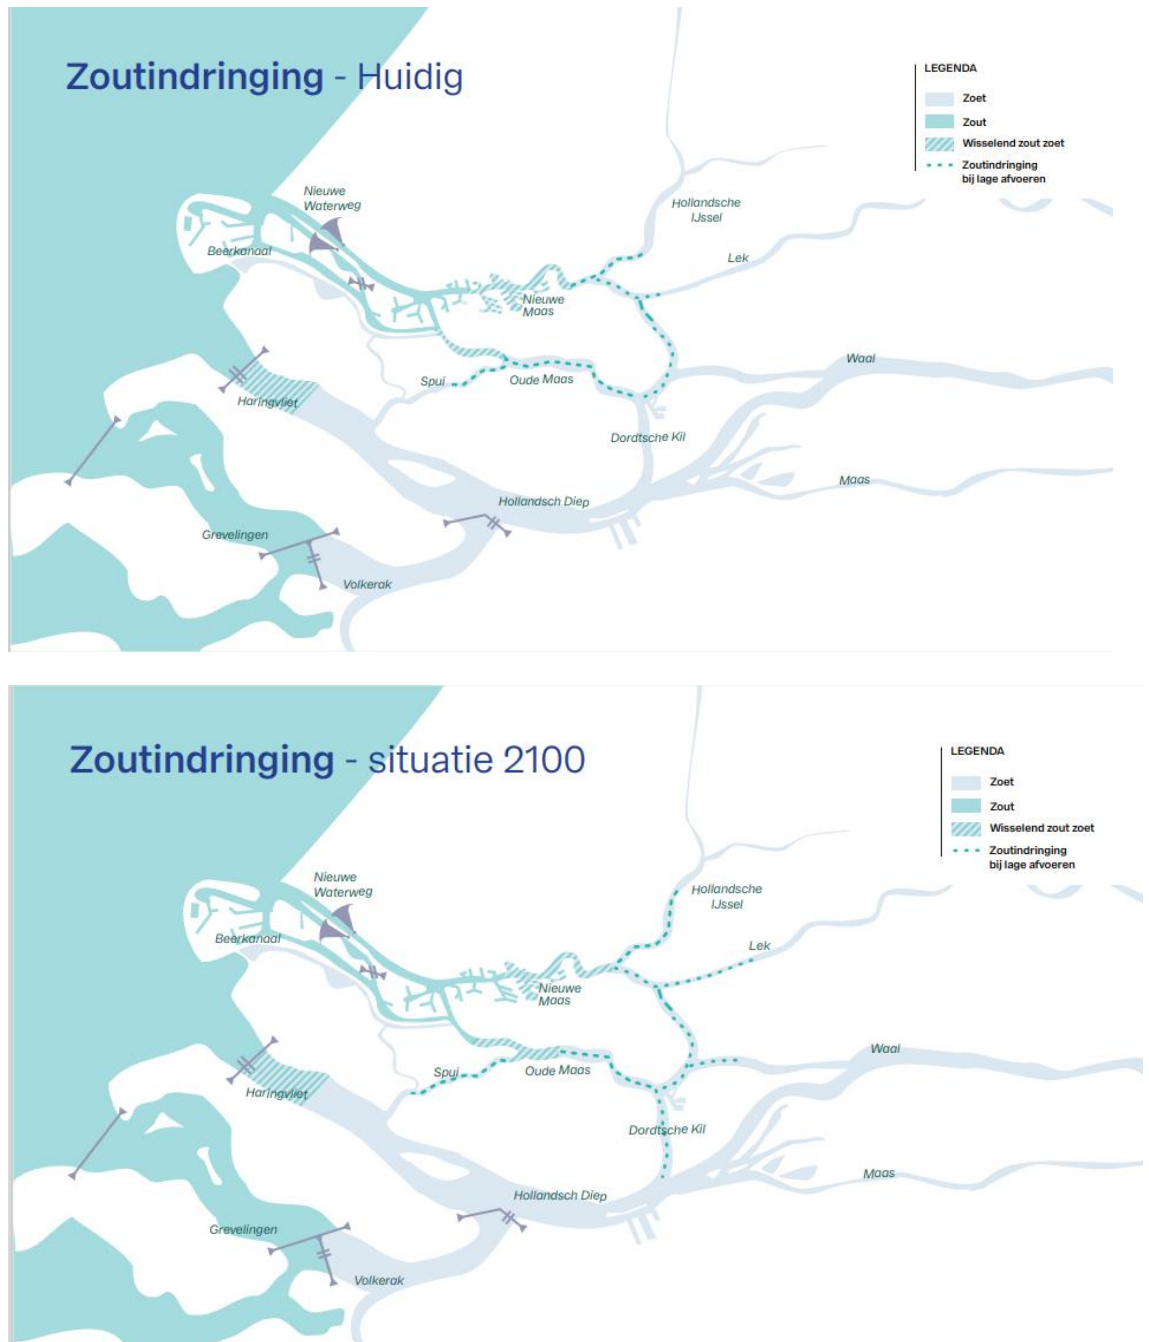 Zoutindringing - Huidig
LEGENDA
Zoet
Zout
Wisselend zout zoet
Zoutindringing
bij lage afvoeren
Nieuwe
Waterweg
Hollandsche
IJssel
Beerkanaal
Lek
Nieuwe
Maas
Waal
Spui
Oude Maas
Haringvliet
Dordtsche Kil
Maas
Hollandsch Diep
Grevelingen
Volkerak
Zoutindringing - situatie 2100
LEGENDA
Zoet
Zout
Wisselend zout zoet
Zoutindringing
bij lage afvoeren
Nieuwe
Waterweg
Hollandsche
IJssel
Beerkanaal
Lek
Nieuwe
Maas
Waal
Spui
Oude Maas
Haringvliet
Dordtsche Kil
Maas
Hollandsch Diep
Grevelingen
Volkerak